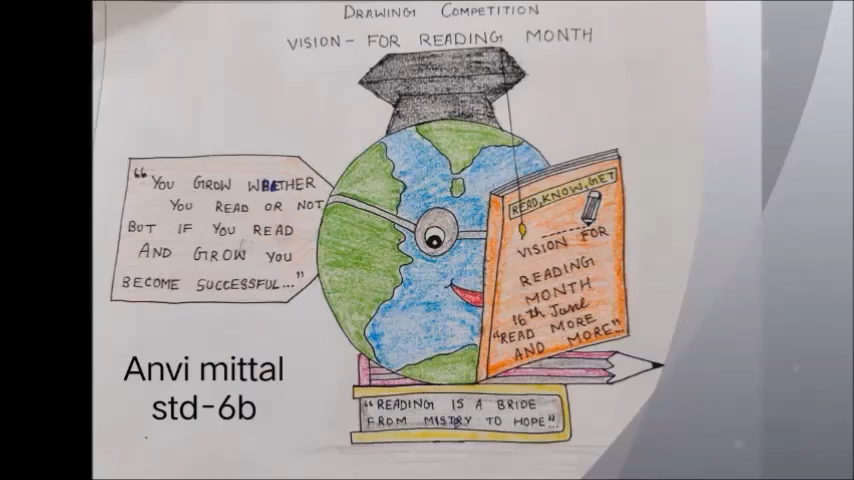 DRAWING COMPETITION
VISION - FOR READING MONTH
“YOU GROW WHETHER
YOU READ OR NOT
BUT IF YOU READ
AND GROW YOU
BECOME SUCCESSFUL...”
READ, KNOW, GET
VISION FOR
READING
MONTH
16th June
“READ MORE
AND MORE”..
Anvi mittal
std-6b
“READING IS A BRIDE
FROM MISTRY TO HOPE”...